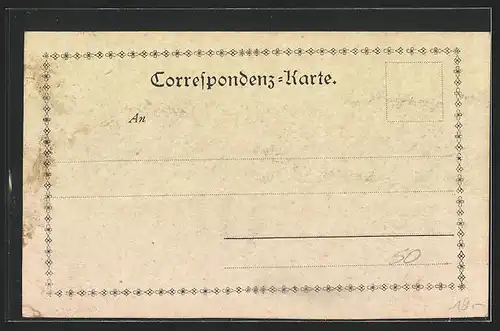 Correſpondenz=Karte.
An
50
18-